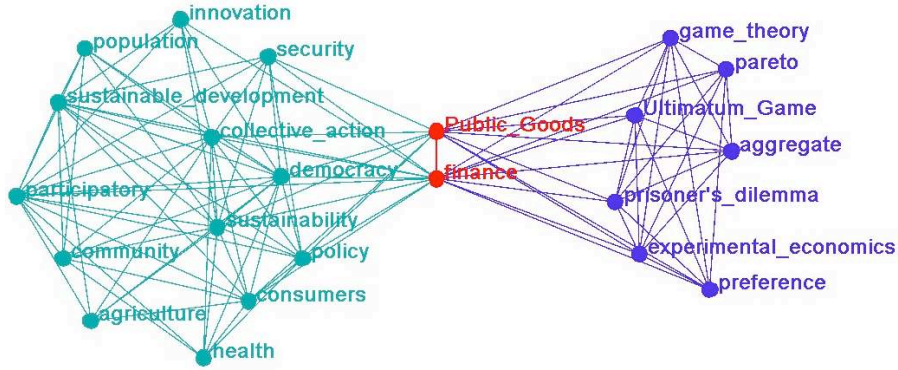 innovation
population
security
sustainable_development
collective_action
democracy
participatory
sustainability
community
policy
consumers
agriculture
health
Public_Goods
finance
game_theory
pareto
Ultimatum_Game
aggregate
prisoner's_dilemma
experimental_economics
preference